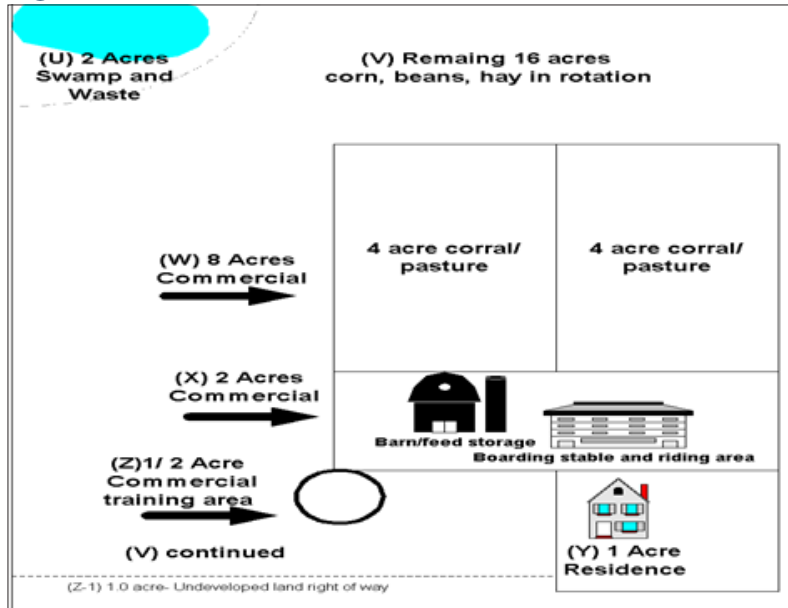 (U) 2 Acres
Swamp and
Waste
(V) Remaing 16 acres
corn, beans, hay in rotation
4 acre corral/
pasture
4 acre corral/
pasture
(W) 8 Acres
Commercial
(X) 2 Acres
Commercial
Barn/feed storage
Boarding stable and riding area
(Z)1/ 2 Acre
Commercial
training area
(V) continued
(Y) 1 Acre
Residence
(Z-1) 1.0 acre- Undeveloped land right of way